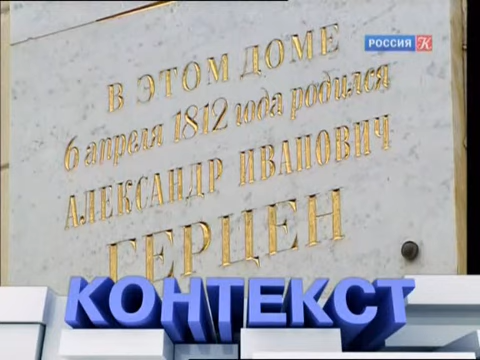 РОССИЯ К
В ЭТОМ ДОМЕ
6 апреля 1812 года родился
АЛЕКСАНДР ИВАНОВИЧ
ГЕРЦЕН
КОНТЕКСТ